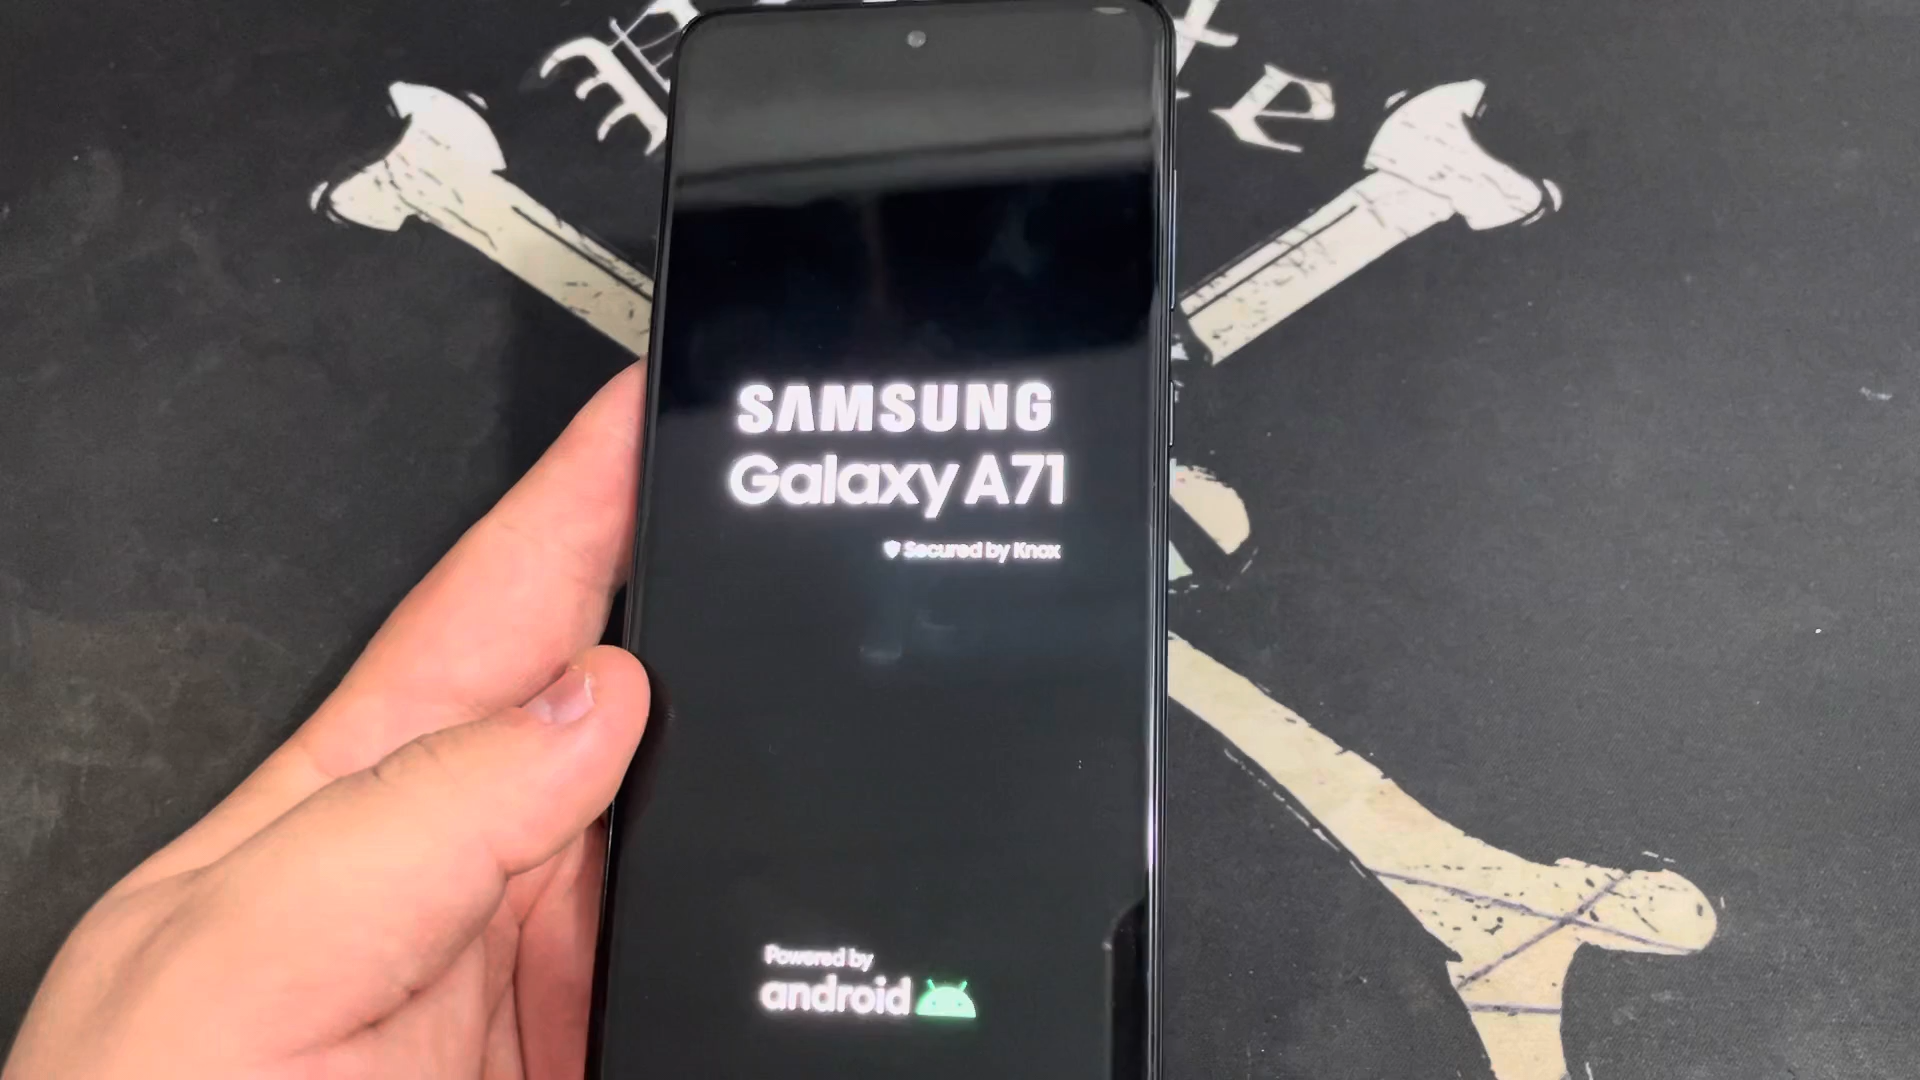 SAMSUNG
Galaxy A71
Secured by Knox
Powered by
android